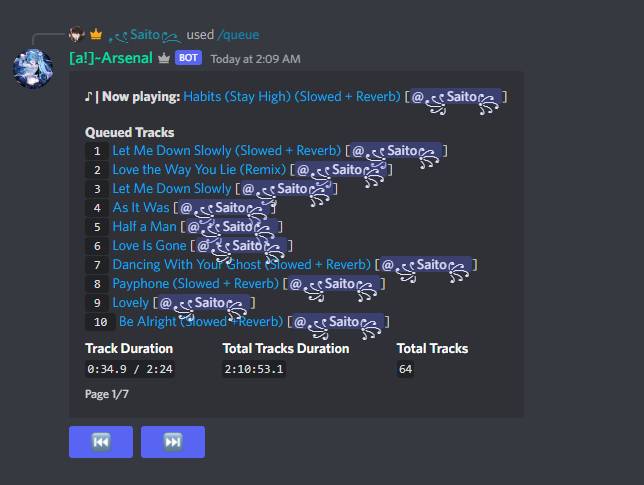 Saito used /queue
[a!]~Arsenal BOT Today at 2:09 AM
♪ | Now playing: Habits (Stay High) (Slowed + Reverb) [@Saito]
Queued Tracks
1 Let Me Down Slowly (Slowed + Reverb) [@Saito]
2 Love the Way You Lie (Remix) [@Saito]
3 Let Me Down Slowly [@Saito]
4 As It Was [@Saito]
5 Half a Man [@Saito]
6 Love Is Gone [@Saito]
7 Dancing With Your Ghost (Slowed + Reverb) [@Saito]
8 Payphone (Slowed + Reverb) [@Saito]
9 Lovely [@Saito]
10 Be Alright (Slowed +Reverb) [@Saito]
Track Duration Total Tracks Duration Total Tracks
0:34.9 / 2:24 2:10:53.1 64
Page 1/7